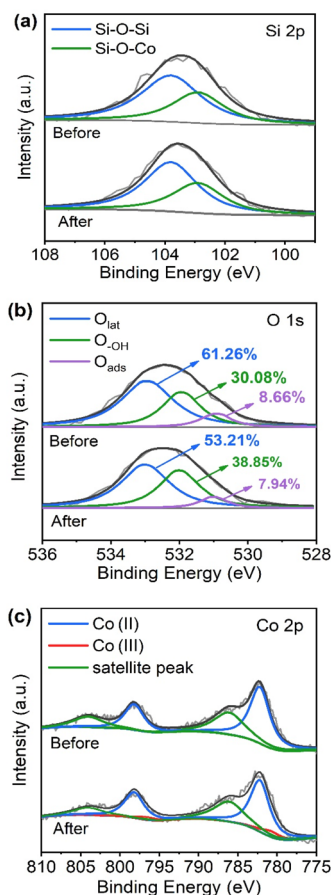 (a)
Si 2p
Si-O-Si
Si-O-Co
Before
After
Intensity (a.u.)
108 106 104 102 100
Binding Energy (eV)
(b)
O 1s
O_lat
O_-OH
O_ads
61.26%
30.08%
8.66%
Before
53.21%
38.85%
7.94%
After
Intensity (a.u.)
536 534 532 530 528
Binding Energy (eV)
(c)
Co 2p
Co (II)
Co (III)
satellite peak
Before
After
Intensity (a.u.)
810 805 800 795 790 785 780 775
Binding Energy (eV)